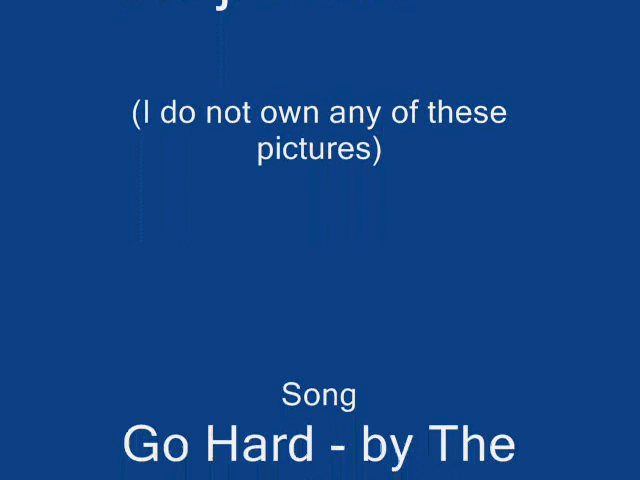 (I do not own any of these
pictures)
Song
Go Hard - by The